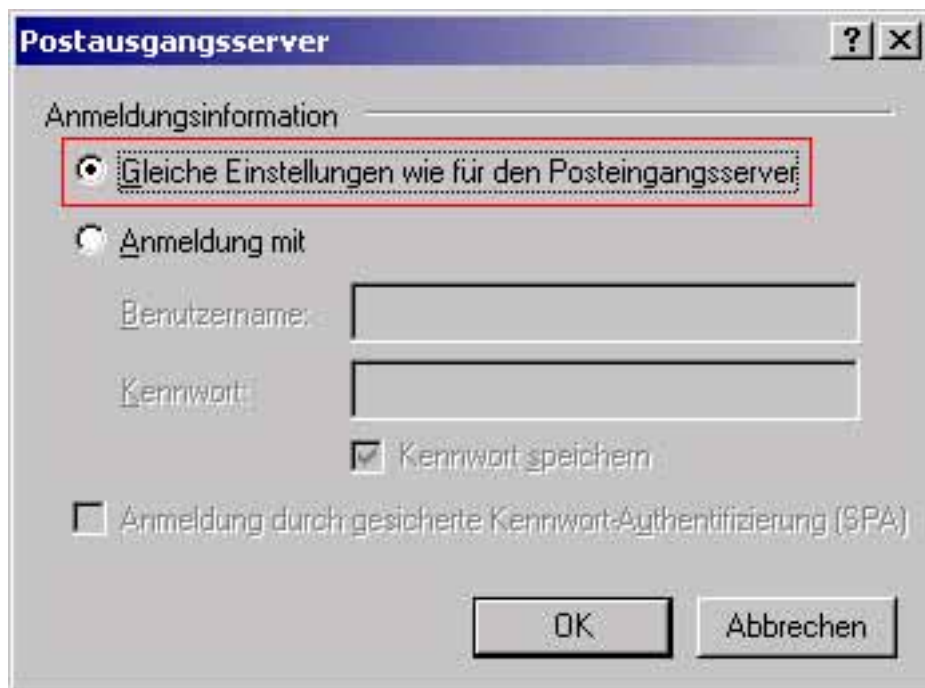 Postausgangsserver
Anmeldungsinformation
Gleiche Einstellungen wie für den Posteingangsserver
Anmeldung mit
Benutzername:
Kennwort:
Kennwort speichern
Anmeldung durch gesicherte Kennwort-Authentifizierung (SPA)
OK Abbrechen